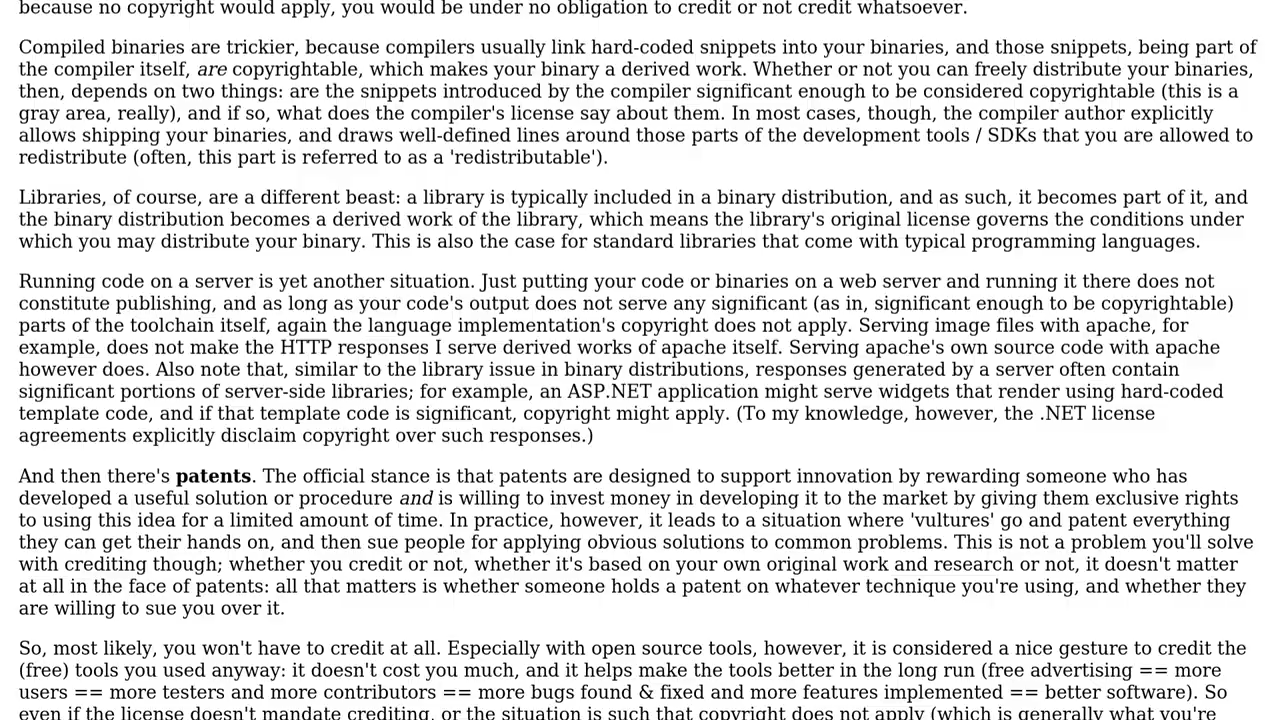 because no copyright would apply, you would be under no obligation to credit or not credit whatsoever.
Compiled binaries are trickier, because compilers usually link hard-coded snippets into your binaries, and those snippets, being part of
the compiler itself, are copyrightable, which makes your binary a derived work. Whether or not you can freely distribute your binaries,
then, depends on two things: are the snippets introduced by the compiler significant enough to be considered copyrightable (this is a
gray area, really), and if so, what does the compiler's license say about them. In most cases, though, the compiler author explicitly
allows shipping your binaries, and draws well-defined lines around those parts of the development tools / SDKs that you are allowed to
redistribute (often, this part is referred to as a 'redistributable').
Libraries, of course, are a different beast: a library is typically included in a binary distribution, and as such, it becomes part of it, and
the binary distribution becomes a derived work of the library, which means the library's original license governs the conditions under
which you may distribute your binary. This is also the case for standard libraries that come with typical programming languages.
Running code on a server is yet another situation. Just putting your code or binaries on a web server and running it there does not
constitute publishing, and as long as your code's output does not serve any significant (as in, significant enough to be copyrightable)
parts of the toolchain itself, again the language implementation's copyright does not apply. Serving image files with apache, for
example, does not make the HTTP responses I serve derived works of apache itself. Serving apache's own source code with apache
however does. Also note that, similar to the library issue in binary distributions, responses generated by a server often contain
significant portions of server-side libraries; for example, an ASP.NET application might serve widgets that render using hard-coded
template code, and if that template code is significant, copyright might apply. (To my knowledge, however, the .NET license
agreements explicitly disclaim copyright over such responses.)
And then there's patents. The official stance is that patents are designed to support innovation by rewarding someone who has
developed a useful solution or procedure and is willing to invest money in developing it to the market by giving them exclusive rights
to using this idea for a limited amount of time. In practice, however, it leads to a situation where 'vultures' go and patent everything
they can get their hands on, and then sue people for applying obvious solutions to common problems. This is not a problem you'll solve
with crediting though; whether you credit or not, whether it's based on your own original work and research or not, it doesn't matter
at all in the face of patents: all that matters is whether someone holds a patent on whatever technique you're using, and whether they
are willing to sue you over it.
So, most likely, you won't have to credit at all. Especially with open source tools, however, it is considered a nice gesture to credit the
(free) tools you used anyway: it doesn't cost you much, and it helps make the tools better in the long run (free advertising == more
users == more testers and more contributors == more bugs found & fixed and more features implemented == better software). So
even if the license doesn't mandate crediting, or the situation is such that copyright does not apply (which is generally what you're